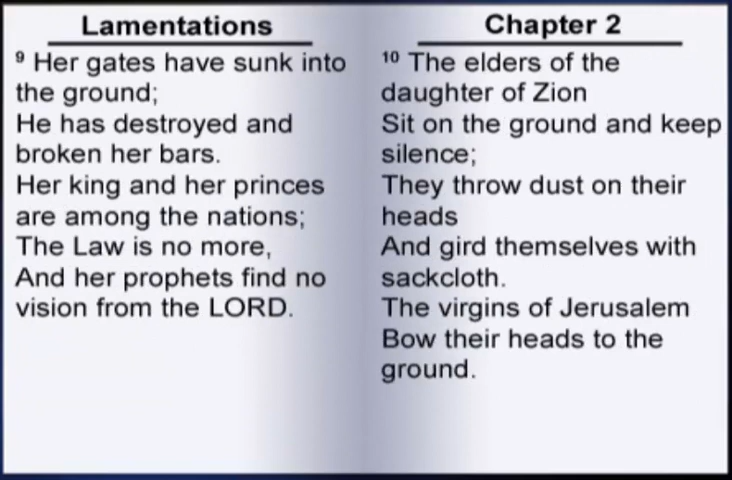 Lamentations
⁹ Her gates have sunk into
the ground;
He has destroyed and
broken her bars.
Her king and her princes
are among the nations;
The Law is no more,
And her prophets find no
vision from the LORD.
Chapter 2
¹⁰ The elders of the
daughter of Zion
Sit on the ground and keep
silence;
They throw dust on their
heads
And gird themselves with
sackcloth.
The virgins of Jerusalem
Bow their heads to the
ground.